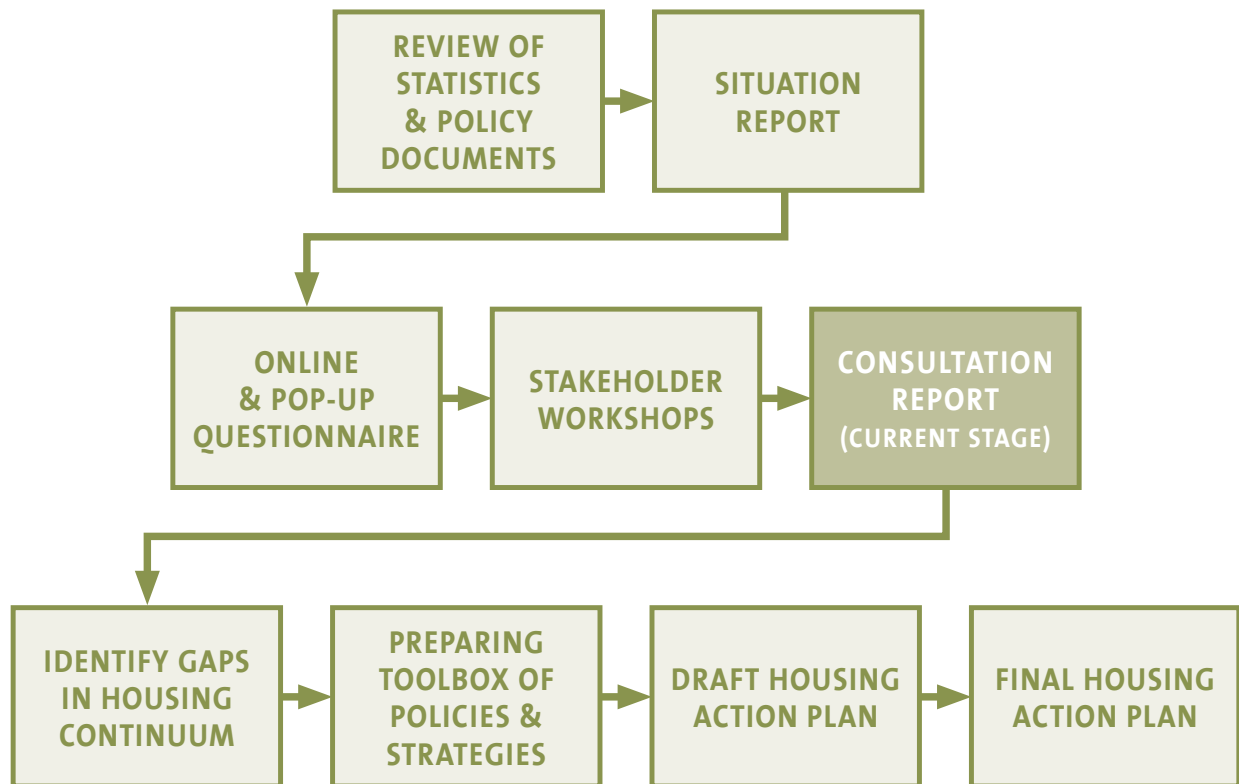 REVIEW OF
STATISTICS
& POLICY
DOCUMENTS
SITUATION
REPORT
ONLINE
& POP-UP
QUESTIONNAIRE
STAKEHOLDER
WORKSHOPS
CONSULTATION
REPORT
(CURRENT STAGE)
IDENTIFY GAPS
IN HOUSING
CONTINUUM
PREPARING
TOOLBOX OF
POLICIES &
STRATEGIES
DRAFT HOUSING
ACTION PLAN
FINAL HOUSING
ACTION PLAN